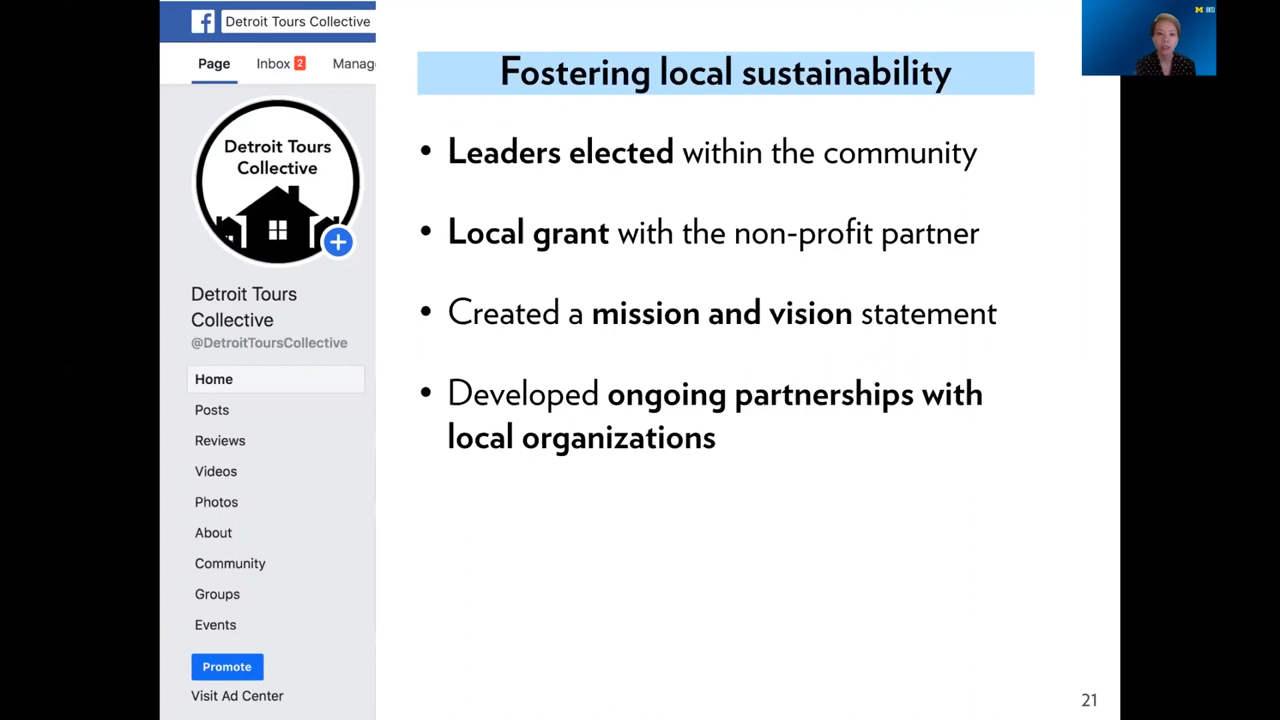 Detroit Tours Collective
Page
Inbox 2
Manag
Detroit Tours
Collective
Detroit Tours
Collective
@DetroitToursCollective
Home
Posts
Reviews
Videos
Photos
About
Community
Groups
Events
Promote
Visit Ad Center
Fostering local sustainability
• Leaders elected within the community
• Local grant with the non-profit partner
• Created a mission and vision statement
• Developed ongoing partnerships with
local organizations
21